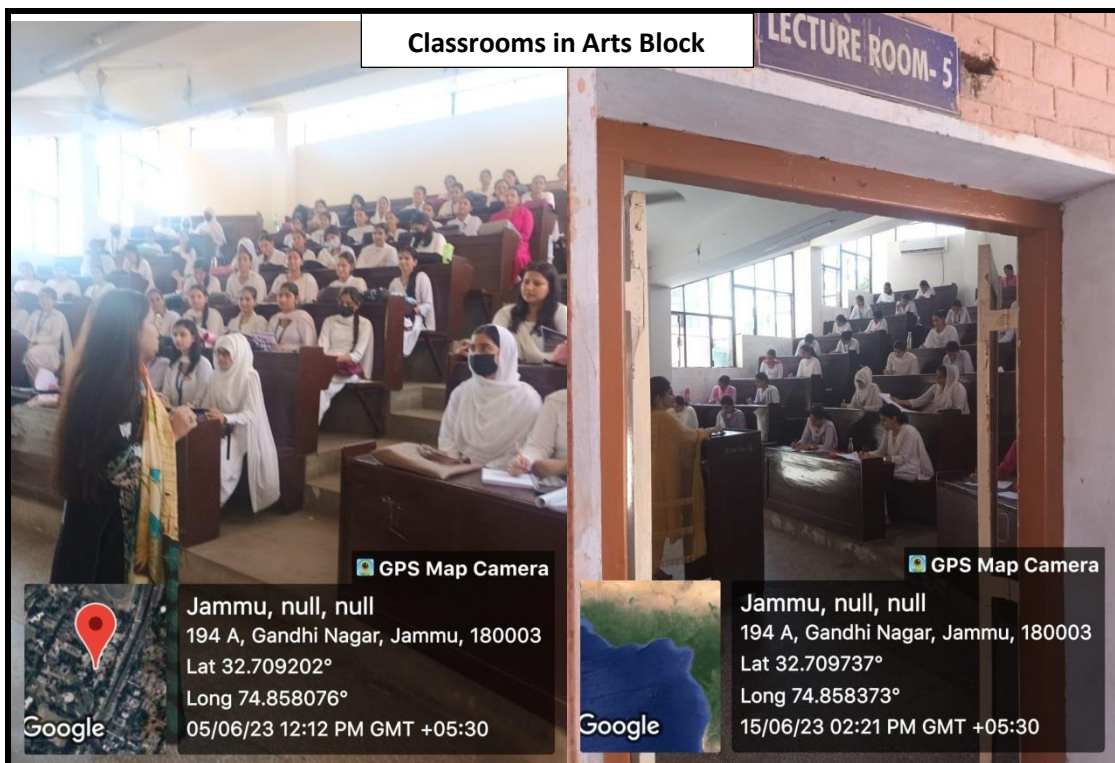 Classrooms in Arts Block
LECTURE ROOM- 5
GPS Map Camera
Jammu, null, null
194 A, Gandhi Nagar, Jammu, 180003
Lat 32.709202°
Long 74.858076°
05/06/23 12:12 PM GMT +05:30
Google
GPS Map Camera
Jammu, null, null
194 A, Gandhi Nagar, Jammu, 180003
Lat 32.709737°
Long 74.858373°
15/06/23 02:21 PM GMT +05:30
Google